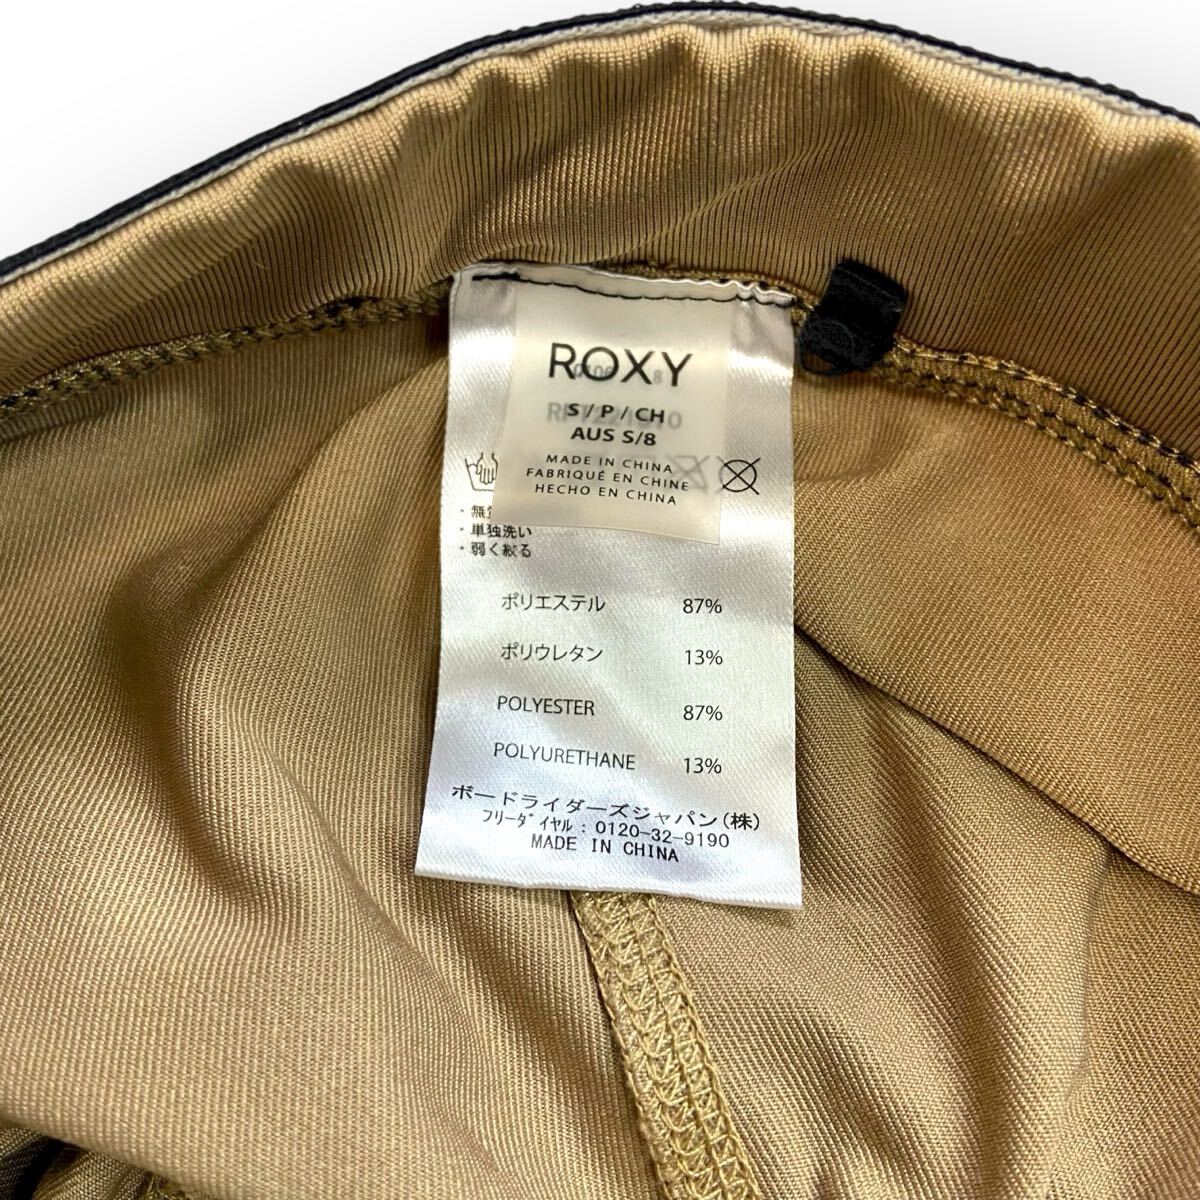 ROXY
S / P / CH
AUS S/8
MADE IN CHINA
FABRIQUÉ EN CHINE
HECHO EN CHINA
・単独洗い
・弱く絞る
ポリエステル 87%
ポリウレタン 13%
POLYESTER 87%
POLYURETHANE 13%
ボードライダーズジャパン(株)
フリーダイヤル:0120-32-9190
MADE IN CHINA